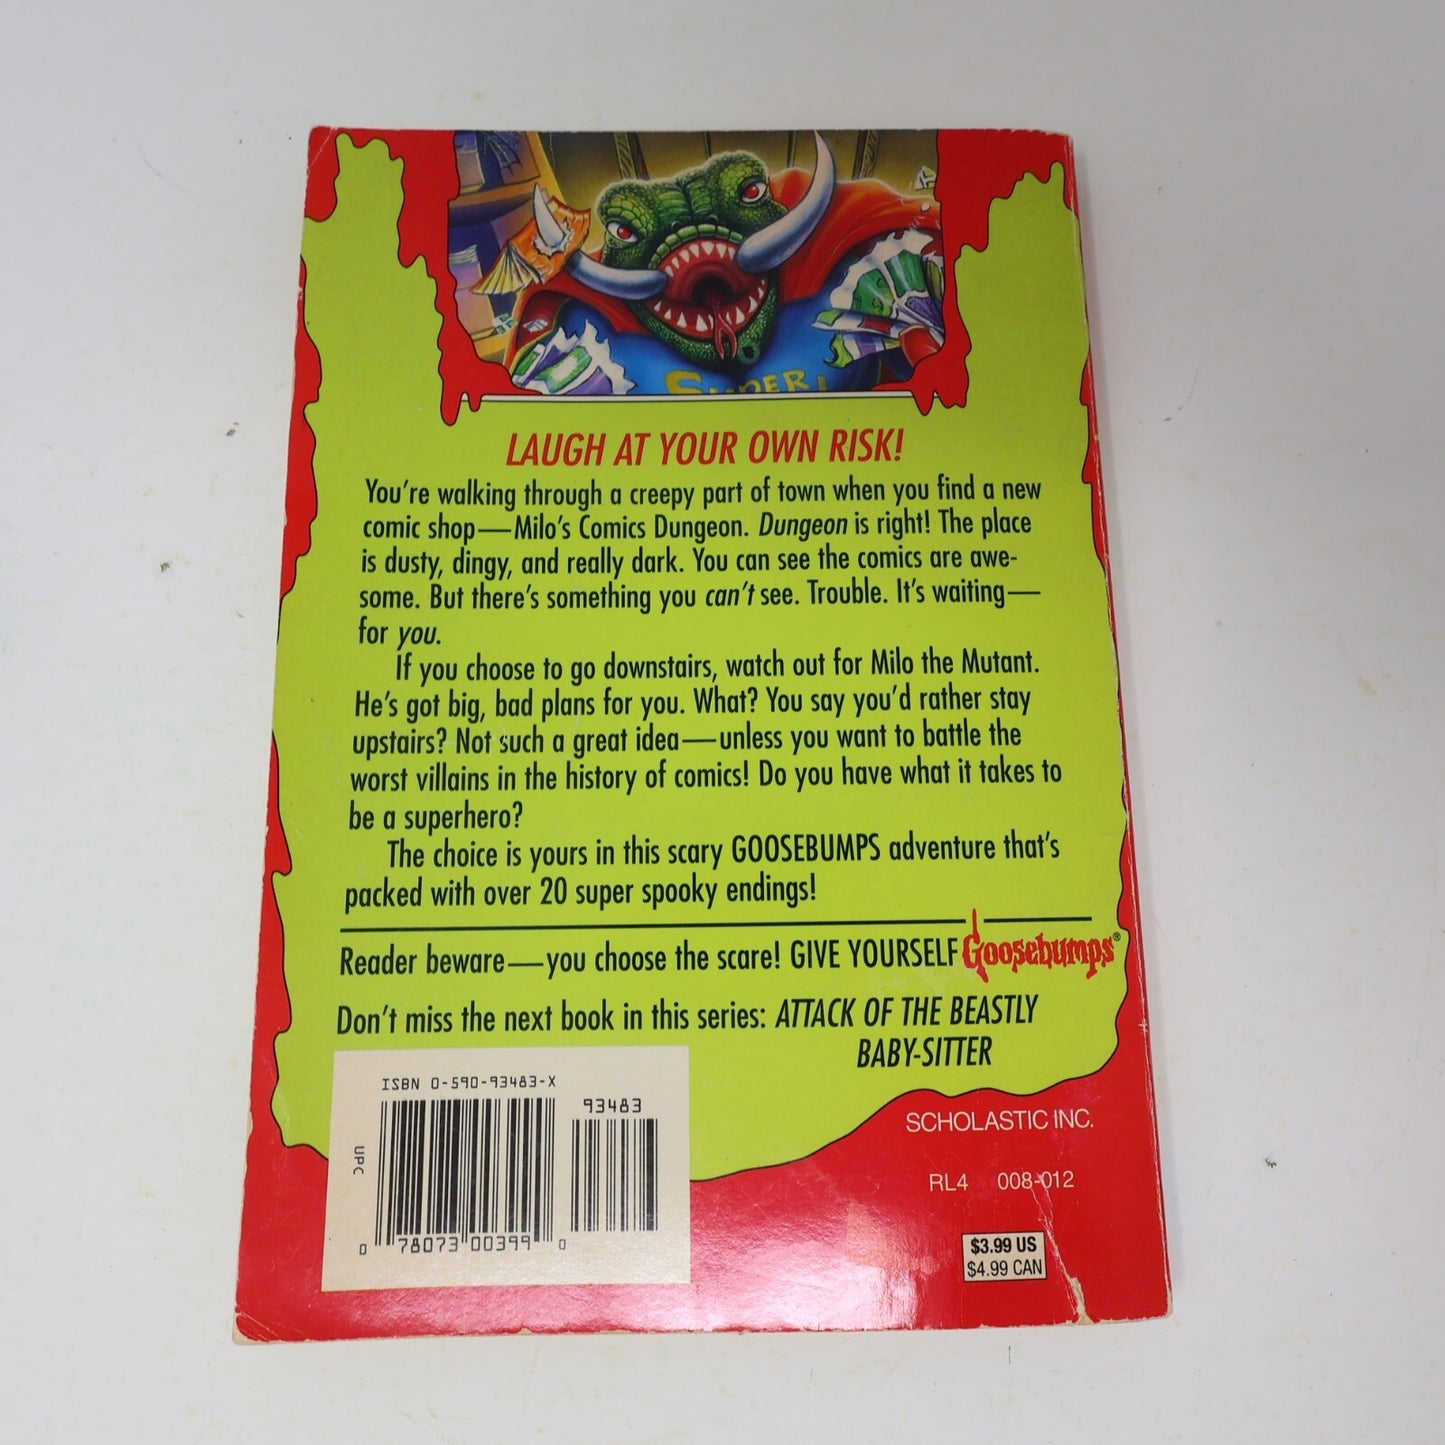 SUPER
LAUGH AT YOUR OWN RISK!
You're walking through a creepy part of town when you find a new
comic shop—Milo's Comics Dungeon. Dungeon is right! The place
is dusty, dingy, and really dark. You can see the comics are awe-
some. But there's something you can't see. Trouble. It's waiting—
for you.
If you choose to go downstairs, watch out for Milo the Mutant.
He's got big, bad plans for you. What? You say you'd rather stay
upstairs? Not such a great idea—unless you want to battle the
worst villains in the history of comics! Do you have what it takes to
be a superhero?
The choice is yours in this scary GOOSEBUMPS adventure that's
packed with over 20 super spooky endings!
Reader beware—you choose the scare! GIVE YOURSELF Goosebumps®
Don't miss the next book in this series: ATTACK OF THE BEASTLY
BABY-SITTER
ISBN 0-590-93483-X
93483
UPC
0 78073 00399 0
SCHOLASTIC INC.
RL4 008-012
$3.99 US
$4.99 CAN